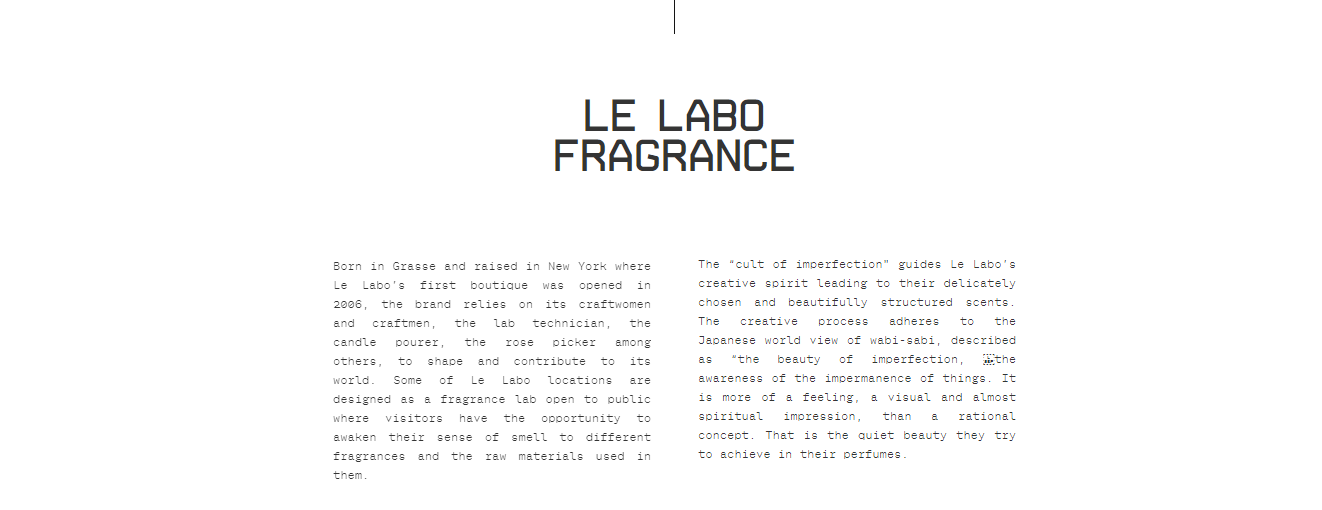 LE LABO
FRAGRANCE
Born in Grasse and raised in New York where
Le Labo's first boutique was opened in
2006, the brand relies on its craftwomen
and craftmen, the lab technician, the
candle pourer, the rose picker among
others, to shape and contribute to its
world. Some of Le Labo locations are
designed as a fragrance lab open to public
where visitors have the opportunity to
awaken their sense of smell to different
fragrances and the raw materials used in
them.
The “cult of imperfection” guides Le Labo's
creative spirit leading to their delicately
chosen and beautifully structured scents.
The creative process adheres to the
Japanese world view of wabi-sabi, described
as “the beauty of imperfection, the
awareness of the impermanence of things. It
is more of a feeling, a visual and almost
spiritual impression, than a rational
concept. That is the quiet beauty they try
to achieve in their perfumes.